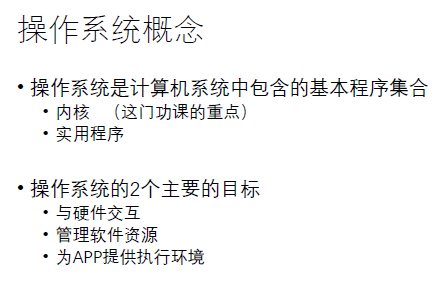 操作系统概念
• 操作系统是计算机系统中包含的基本程序集合
• 内核 （这门功课的重点）
• 实用程序
• 操作系统的2个主要的目标
• 与硬件交互
• 管理软件资源
• 为APP提供执行环境